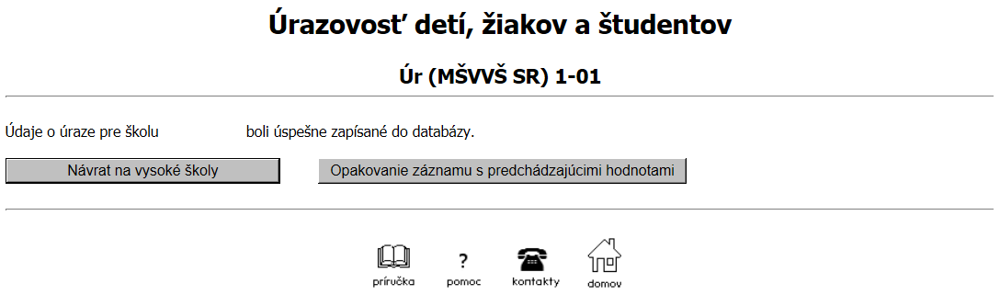 Úrazovosť detí, žiakov a študentov
Úr (MŠVVŠ SR) 1-01
Údaje o úraze pre školu boli úspešne zapísané do databázy.
Návrat na vysoké školy Opakovanie záznamu s predchádzajúcimi hodnotami
príručka pomoc kontakty domov